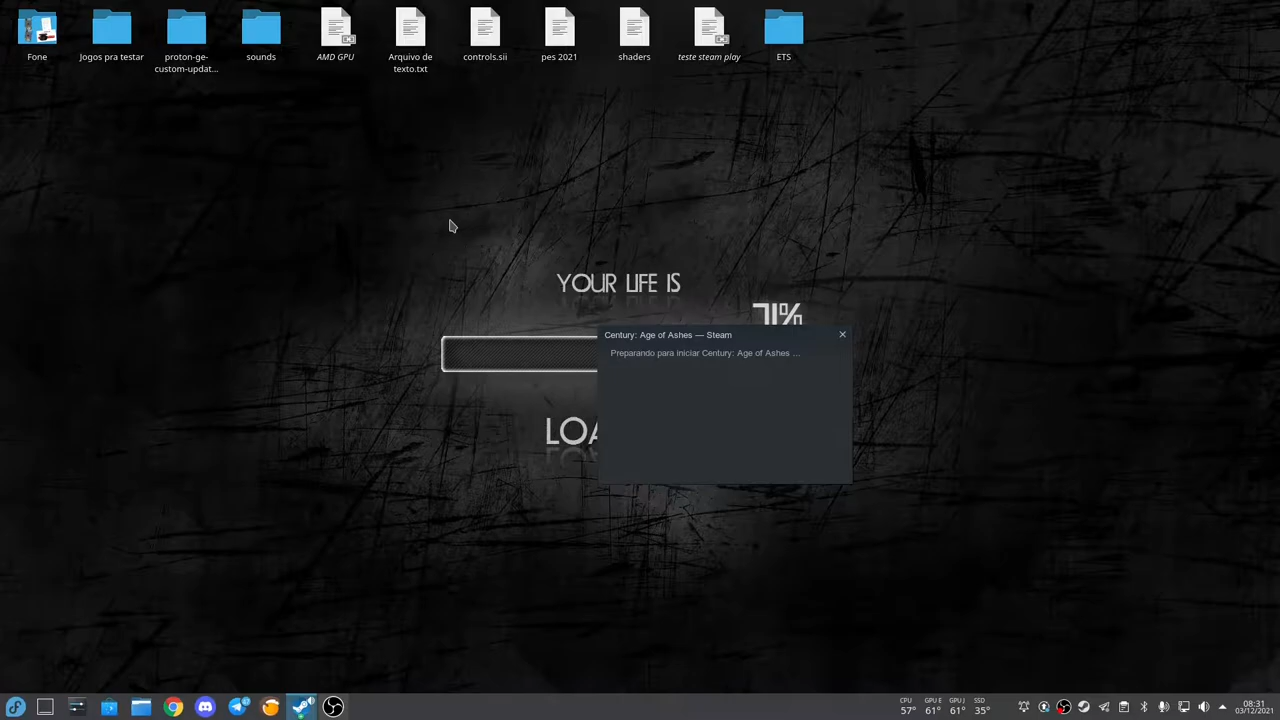 Fone
Jogos pra testar
proton-ge-
custom-updat...
sounds
AMD GPU
Arquivo de
texto.txt
controls.sii
pes 2021
shaders
teste steam play
ETS
YOUR LIFE IS
71%
Century: Age of Ashes — Steam
Preparando para iniciar Century: Age of Ashes ...
LOA
CPU
57°
GPU E
61°
GPU J
61°
SSD
35°
08:31
03/12/2021